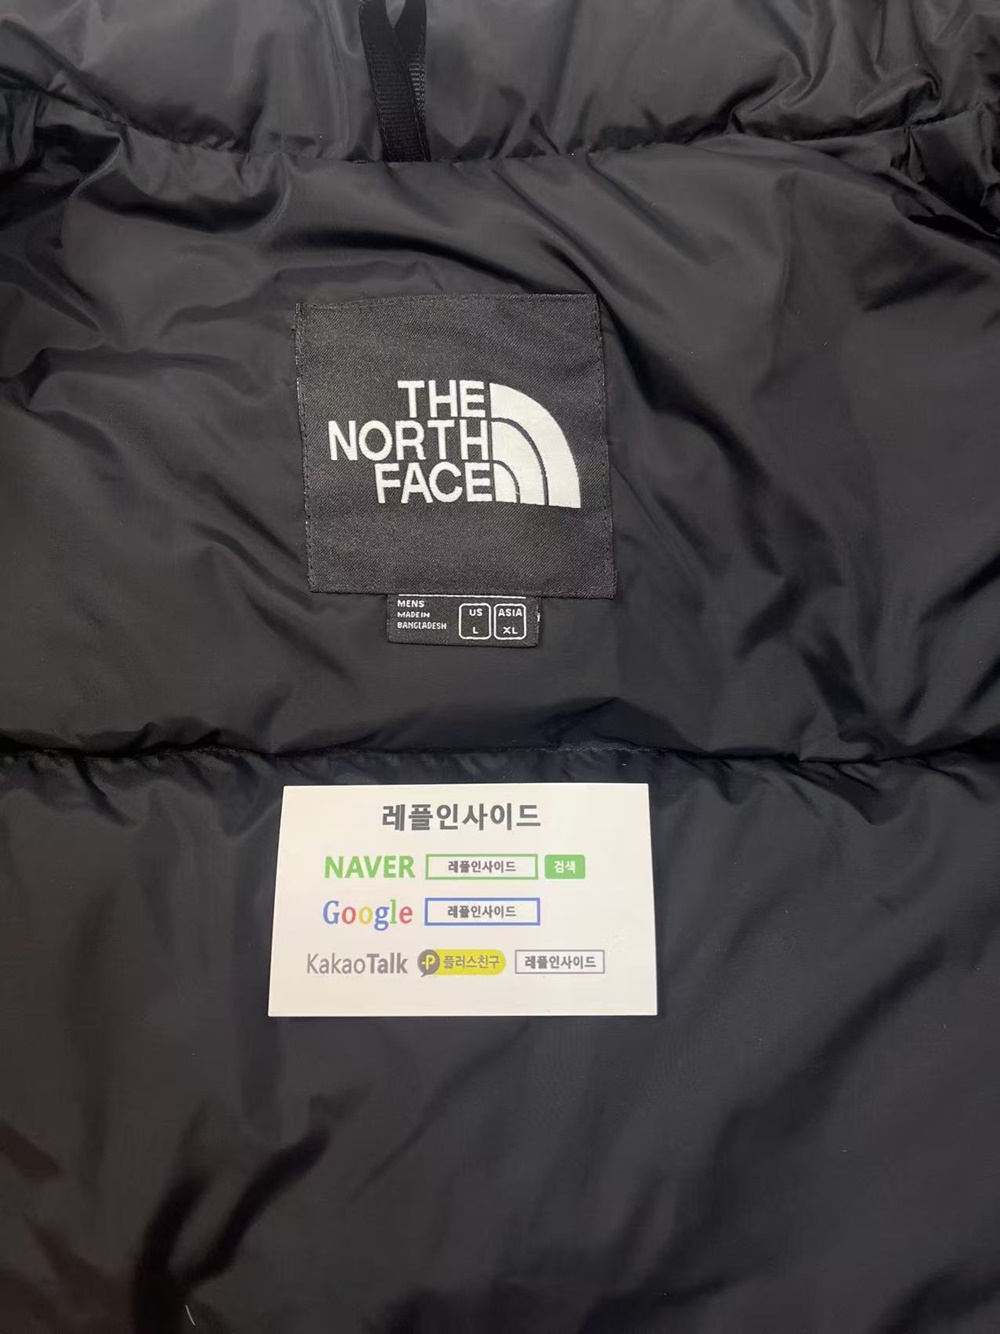 THE
NORTH
FACE
MENS
MADE IN
BANGLADESH
US
L
ASIA
XL
레플인사이드
NAVER 레플인사이드 검색
Google 레플인사이드
KakaoTalk P 플러스친구 레플인사이드